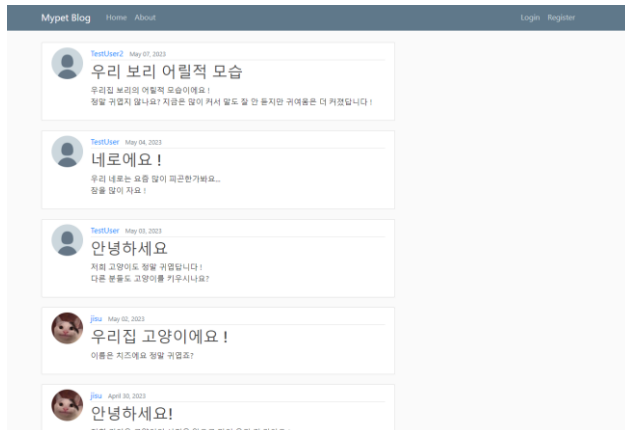 Mypet Blog Home About Login Register
TestUser2 May 07, 2023
우리 보리 어릴적 모습
우리집 보리의 어릴적 모습이에요 !
정말 귀엽지 않나요? 지금은 많이 커서 말도 잘 안 듣지만 귀여움은 더 커졌답니다 !
TestUser May 04, 2023
네로에요 !
우리 네로는 요즘 많이 피곤한가봐요...
잠을 많이 자요 !
TestUser May 03, 2023
안녕하세요
저희 고양이도 정말 귀엽답니다 !
다른 분들도 고양이를 키우시나요?
jisu May 02, 2023
우리집 고양이에요 !
이름은 치즈에요 정말 귀엽죠?
jisu April 30, 2023
안녕하세요!